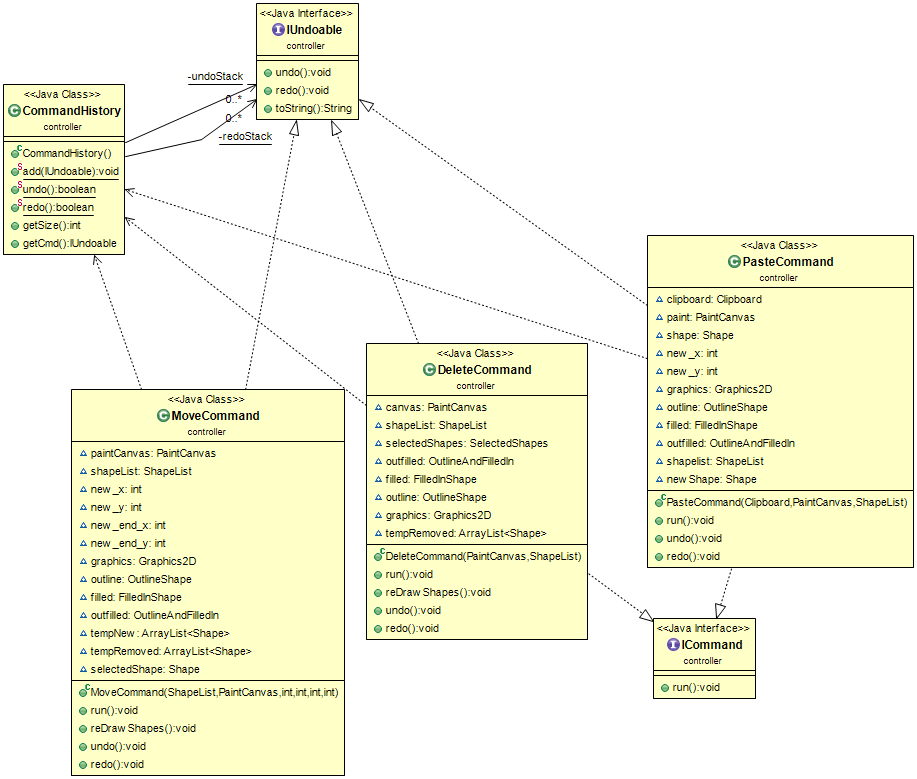 <<Java Interface>>
IUndoable
controller
undo():void
redo():void
toString():String
-undoStack
0..*
0..*
-redoStack
<<Java Class>>
CommandHistory
controller
CommandHistory()
add(IUndoable):void
undo():boolean
redo():boolean
getSize():int
getCmd():IUndoable
<<Java Class>>
PasteCommand
controller
clipboard: Clipboard
paint: PaintCanvas
shape: Shape
new_x: int
new_y: int
graphics: Graphics2D
outline: OutlineShape
filled: FilledInShape
outfilled: OutlineAndFilledIn
shapelist: ShapeList
newShape: Shape
PasteCommand(Clipboard,PaintCanvas,ShapeList)
run():void
undo():void
redo():void
<<Java Class>>
DeleteCommand
controller
canvas: PaintCanvas
shapeList: ShapeList
selectedShapes: SelectedShapes
outfilled: OutlineAndFilledIn
filled: FilledInShape
outline: OutlineShape
graphics: Graphics2D
tempRemoved: ArrayList<Shape>
DeleteCommand(PaintCanvas,ShapeList)
run():void
reDrawShapes():void
undo():void
redo():void
<<Java Class>>
MoveCommand
controller
paintCanvas: PaintCanvas
shapeList: ShapeList
new_x: int
new_y: int
new_end_x: int
new_end_y: int
graphics: Graphics2D
outline: OutlineShape
filled: FilledInShape
outfilled: OutlineAndFilledIn
tempNew: ArrayList<Shape>
tempRemoved: ArrayList<Shape>
selectedShape: Shape
MoveCommand(ShapeList,PaintCanvas,int,int,int,int)
run():void
reDrawShapes():void
undo():void
redo():void
<<Java Interface>>
ICommand
controller
run():void